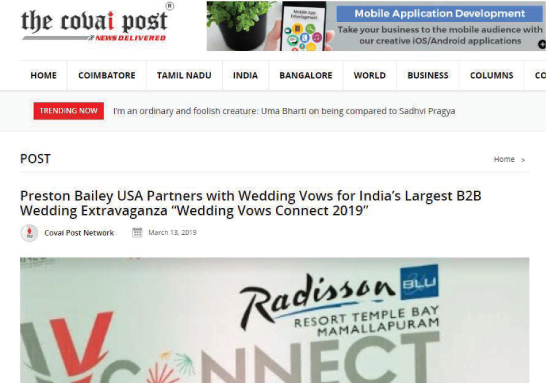 the covai post ®
NEWS DELIVERED
Mobile Application Development
Take your business to the mobile audience with
our creative iOS/Android applications
HOME COIMBATORE TAMIL NADU INDIA BANGALORE WORLD BUSINESS COLUMNS CO
TRENDING NOW I'm an ordinary and foolish creature: Uma Bharti on being compared to Sadhvi Pragya
POST
Home »
Preston Bailey USA Partners with Wedding Vows for India's Largest B2B
Wedding Extravaganza “Wedding Vows Connect 2019”
Covai Post Network March 13, 2019
Radisson BLU
RESORT TEMPLE BAY
MAMALLAPURAM
CONNECT